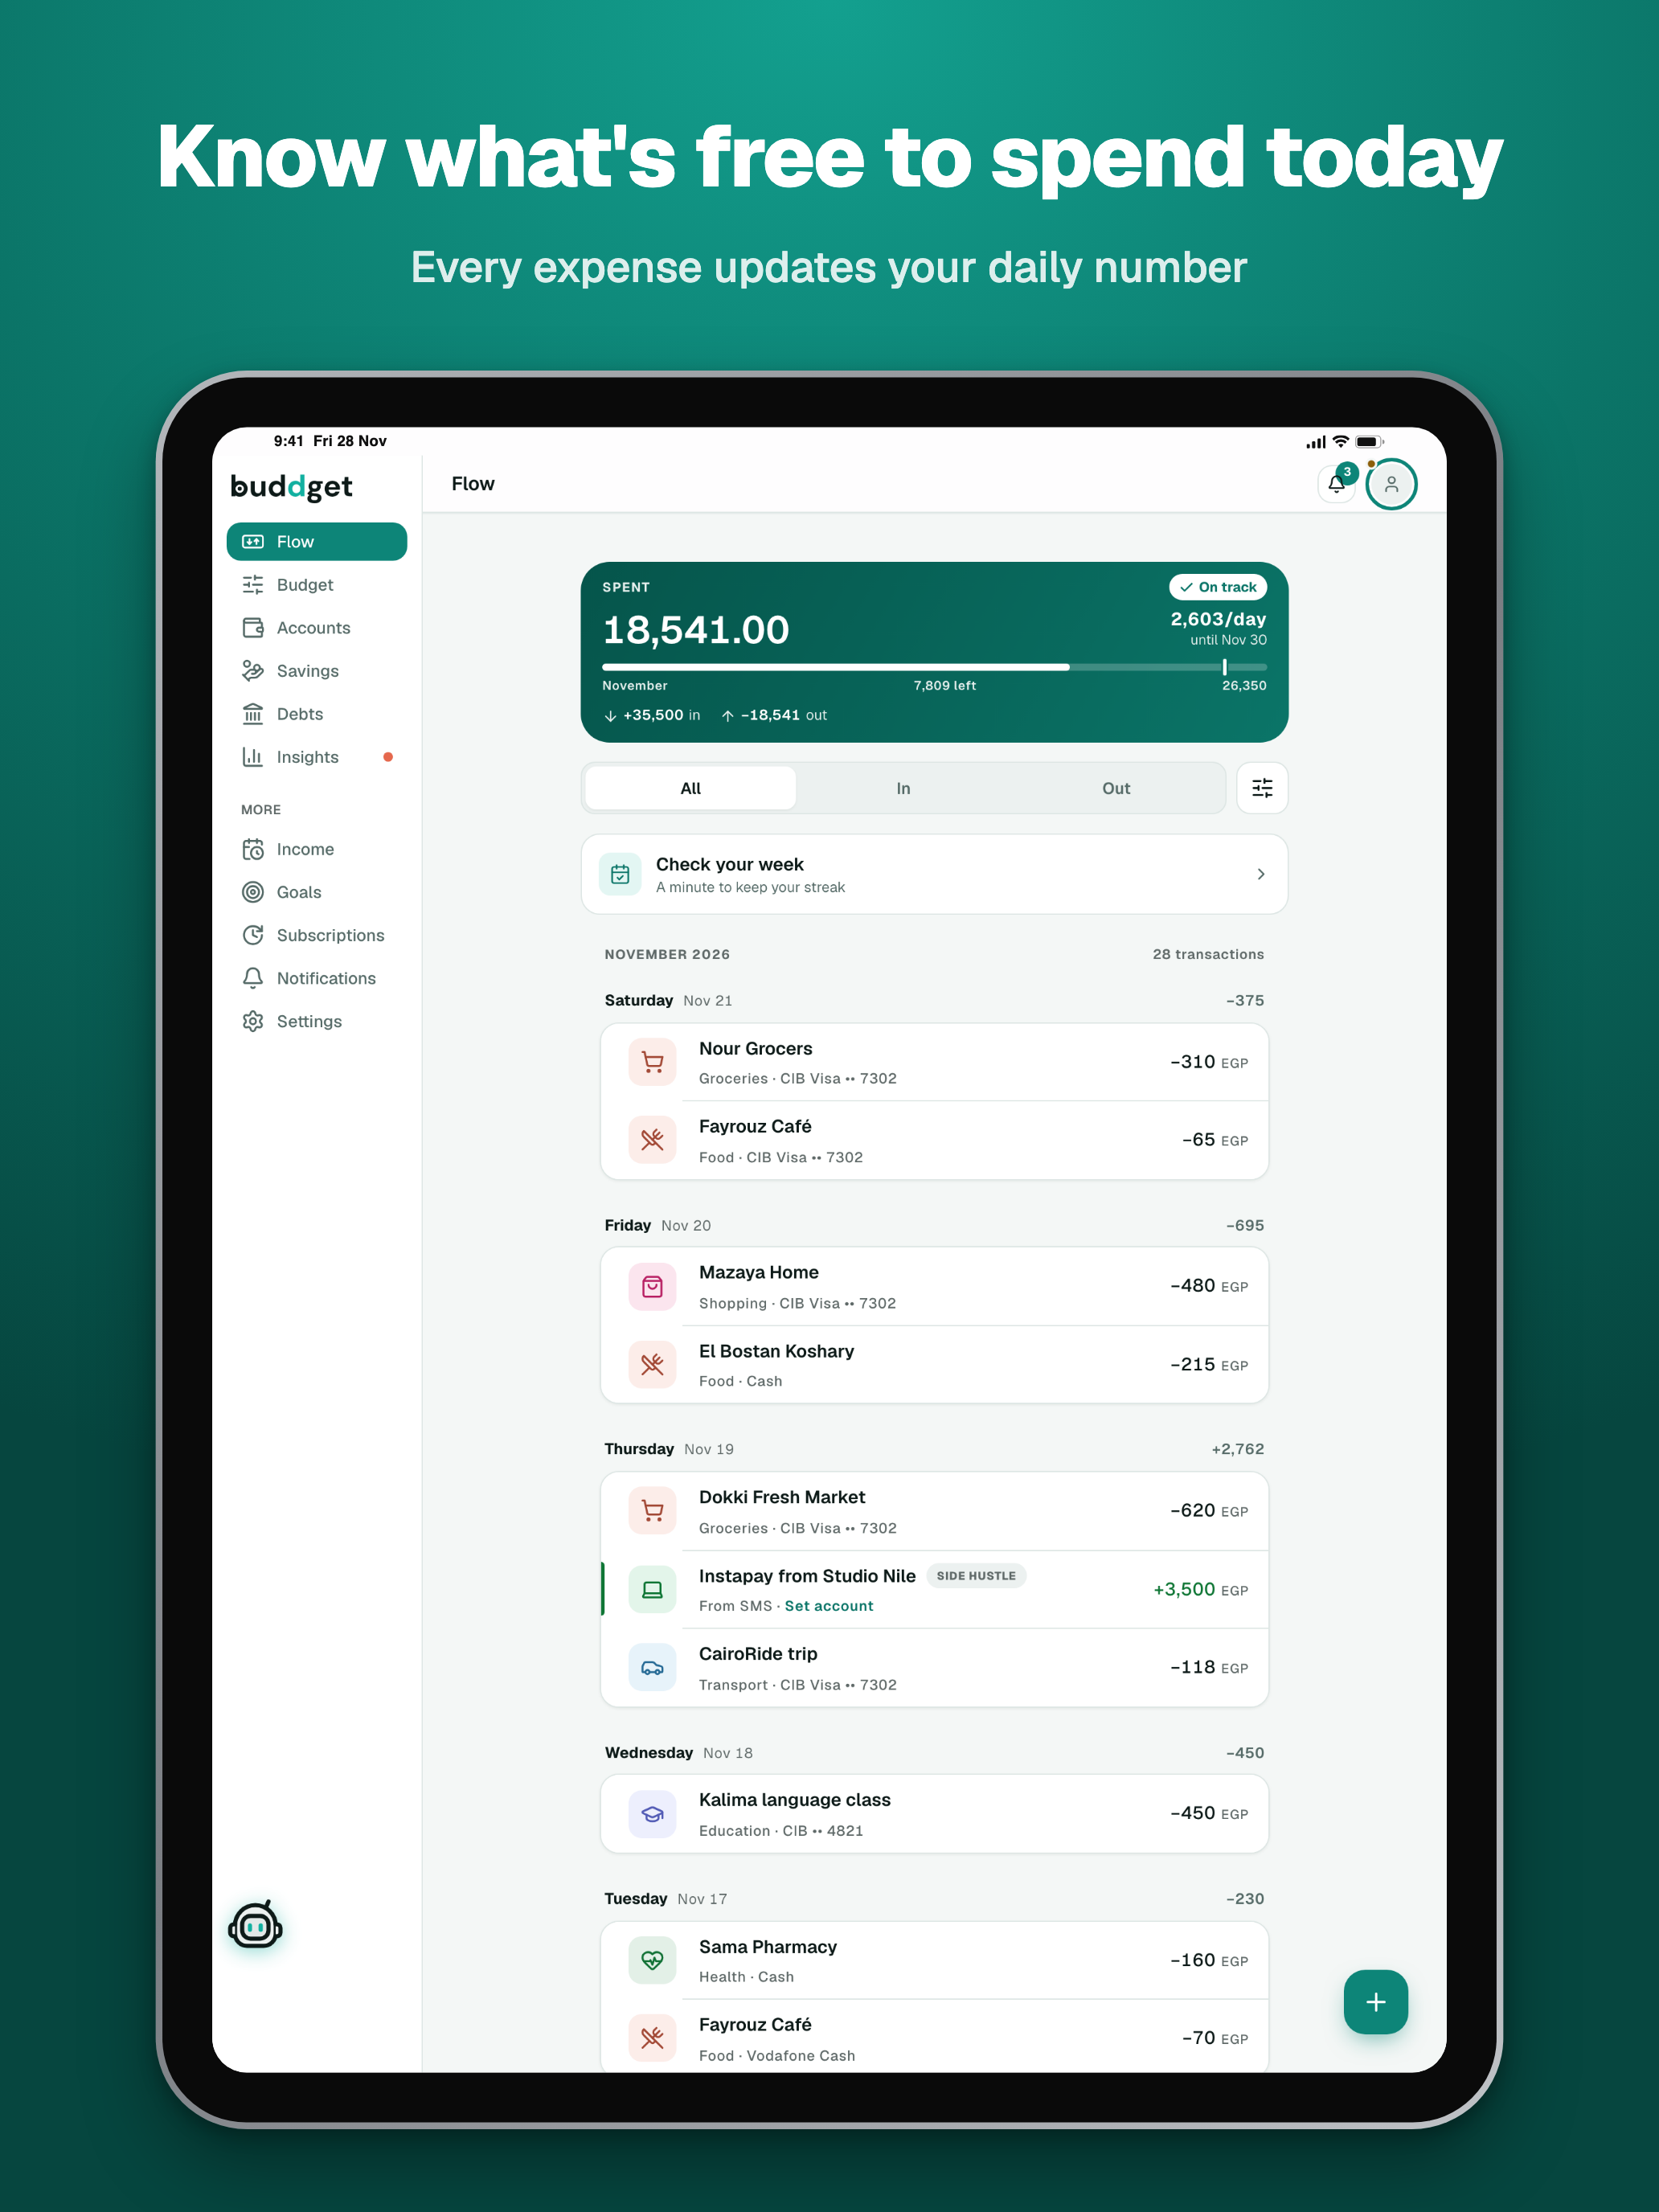 Know what's free to spend today
Every expense updates your daily number
9:41 Fri 28 Nov
buddget
Flow
3
Flow
Budget
Accounts
Savings
Debts
Insights
MORE
Income
Goals
Subscriptions
Notifications
Settings
SPENT
On track
18,541.00
2,603/day
until Nov 30
November
7,809 left
26,350
+35,500 in
−18,541 out
All
In
Out
Check your week
A minute to keep your streak
NOVEMBER 2026
28 transactions
Saturday Nov 21
−375
Nour Grocers
Groceries · CIB Visa •• 7302
−310 EGP
Fayrouz Café
Food · CIB Visa •• 7302
−65 EGP
Friday Nov 20
−695
Mazaya Home
Shopping · CIB Visa •• 7302
−480 EGP
El Bostan Koshary
Food · Cash
−215 EGP
Thursday Nov 19
+2,762
Dokki Fresh Market
Groceries · CIB Visa •• 7302
−620 EGP
Instapay from Studio Nile
SIDE HUSTLE
From SMS · Set account
+3,500 EGP
CairoRide trip
Transport · CIB Visa •• 7302
−118 EGP
Wednesday Nov 18
−450
Kalima language class
Education · CIB •• 4821
−450 EGP
Tuesday Nov 17
−230
Sama Pharmacy
Health · Cash
−160 EGP
Fayrouz Café
Food · Vodafone Cash
−70 EGP